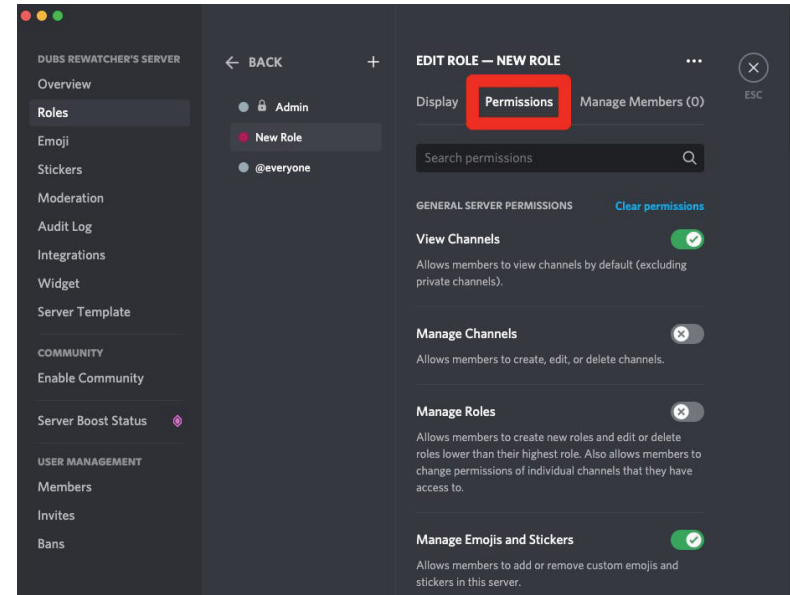 DUBS REWATCHER'S SERVER
Overview
Roles
Emoji
Stickers
Moderation
Audit Log
Integrations
Widget
Server Template
COMMUNITY
Enable Community
Server Boost Status
USER MANAGEMENT
Members
Invites
Bans
BACK
Admin
New Role
@everyone
EDIT ROLE — NEW ROLE
Display Permissions Manage Members (0)
Search permissions
GENERAL SERVER PERMISSIONS Clear permissions
View Channels
Allows members to view channels by default (excluding
private channels).
Manage Channels
Allows members to create, edit, or delete channels.
Manage Roles
Allows members to create new roles and edit or delete
roles lower than their highest role. Also allows members to
change permissions of individual channels that they have
access to.
Manage Emojis and Stickers
Allows members to add or remove custom emojis and
stickers in this server.
ESC